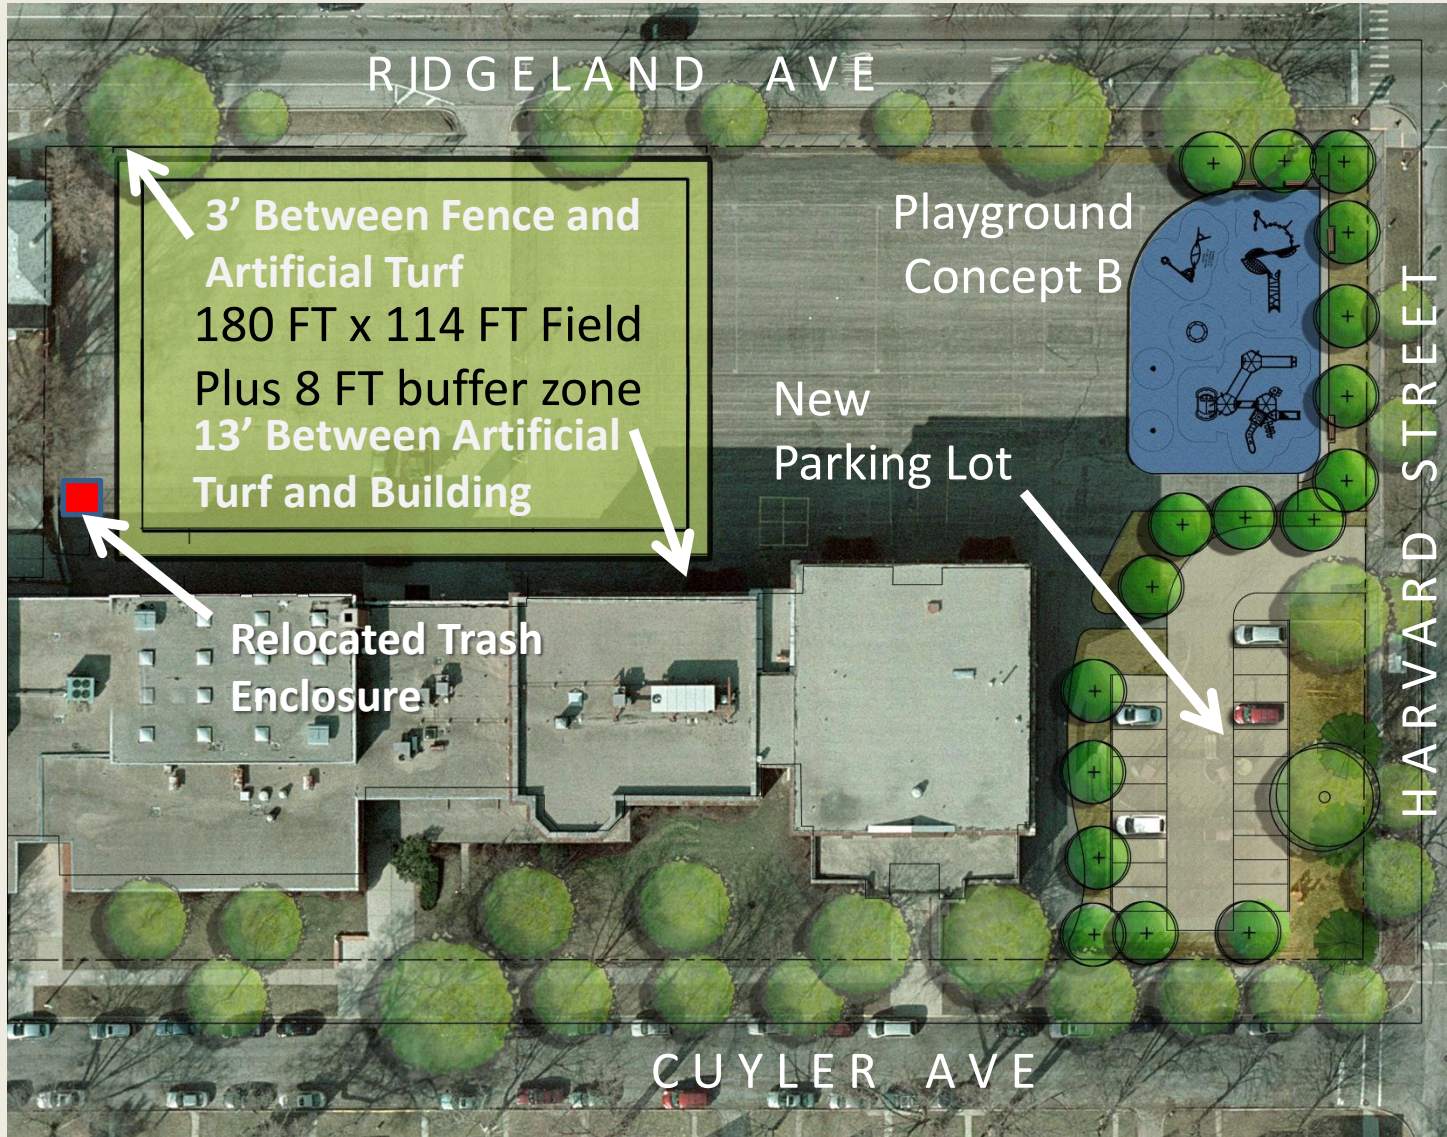 RIDGELAND AVE
3’ Between Fence and
Artificial Turf
180 FT x 114 FT Field
Plus 8 FT buffer zone
13’ Between Artificial
Turf and Building
Playground
Concept B
New
Parking Lot
HARVARD STREET
Relocated Trash
Enclosure
CUYLER AVE